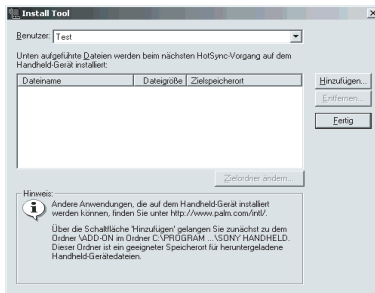 Install Tool
Benutzer: Test
Unten aufgeführte Dateien werden beim nächsten HotSync-Vorgang auf dem
Handheld-Gerät installiert:
Dateiname Dateigröße Zielspeicherort
Hinzufügen...
Entfernen...
Fertig
Zielordner ändern...
Hinweis:
Andere Anwendungen, die auf dem Handheld-Gerät installiert
werden können, finden Sie unter http://www.palm.com/intl/.
Über die Schaltfläche 'Hinzufügen' gelangen Sie zunächst zu dem
Ordner \ADD-ON im Ordner C:\PROGRAM ...\SONY HANDHELD.
Dieser Ordner ist ein geeigneter Speicherort für heruntergeladene
Handheld-Gerätedateien.